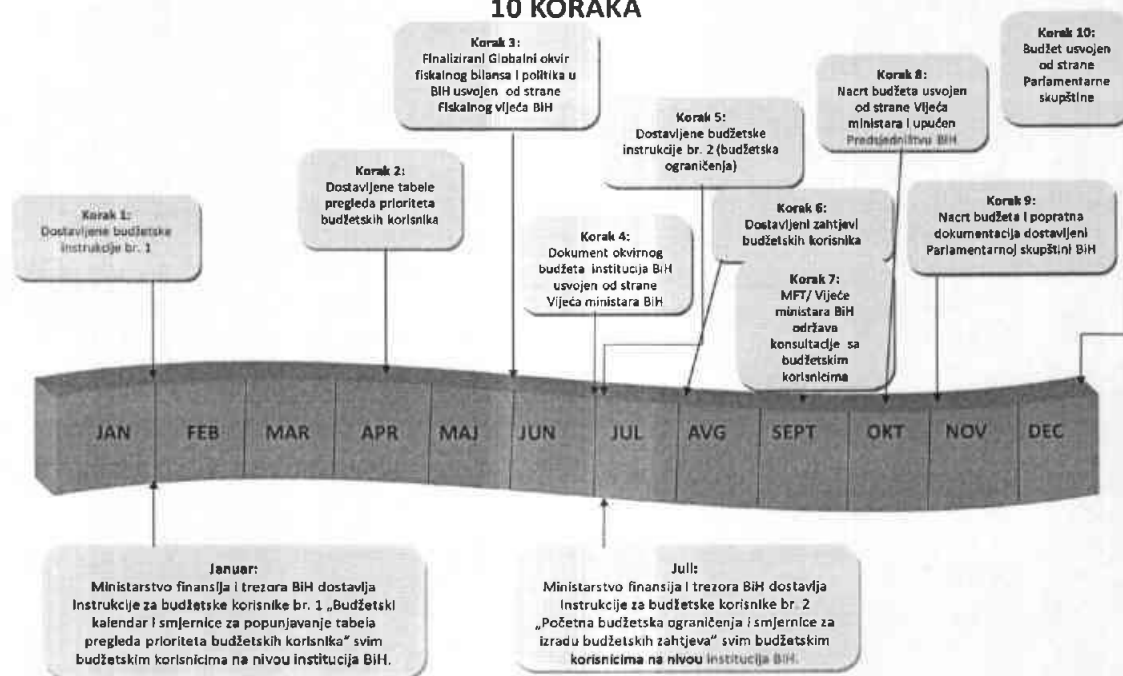 10 KORAKA
Korak 1:
Dostavljene budžetske
instrukcije br. 1
Korak 2:
Dostavljene tabele
pregleda prioriteta
budžetskih korisnika
Korak 3:
Finalizirani Globalni okvir
fiskalnog bilansa i politika u
BiH usvojen od strane
Fiskalnog vijeća BiH
Korak 4:
Dokument okvirnog
budžeta institucija BiH
usvojen od strane
Vijeća ministara BiH
Korak 5:
Dostavljene budžetske
instrukcije br. 2 (budžetska
ograničenja)
Korak 6:
Dostavljeni zahtjevi
budžetskih korisnika
Korak 7:
MFT/ Vijeće
ministara BiH
održava
konsultacije sa
budžetskim
korisnicima
Korak 8:
Nacrt budžeta usvojen
od strane Vijeća
ministara i upućen
Predsjedništvu BiH
Korak 9:
Nacrt budžeta i popratna
dokumentacija dostavljeni
Parlamentarnoj skupštini BiH
Korak 10:
Budžet usvojen
od strane
Parlamentarne
skupštine
JAN FEB MAR APR MAJ JUN JUL AVG SEPT OKT NOV DEC
Januar:
Ministarstvo finansija i trezora BiH dostavlja
Instrukcije za budžetske korisnike br. 1 „Budžetski
kalendar i smjernice za popunjavanje tabela
pregleda prioriteta budžetskih korisnika“ svim
budžetskim korisnicima na nivou institucija BiH.
Juli:
Ministarstvo finansija i trezora BiH dostavlja
Instrukcije za budžetske korisnike br. 2
„Početna budžetska ograničenja i smjernice za
izradu budžetskih zahtjeva“ svim budžetskim
korisnicima na nivou institucija BiH.